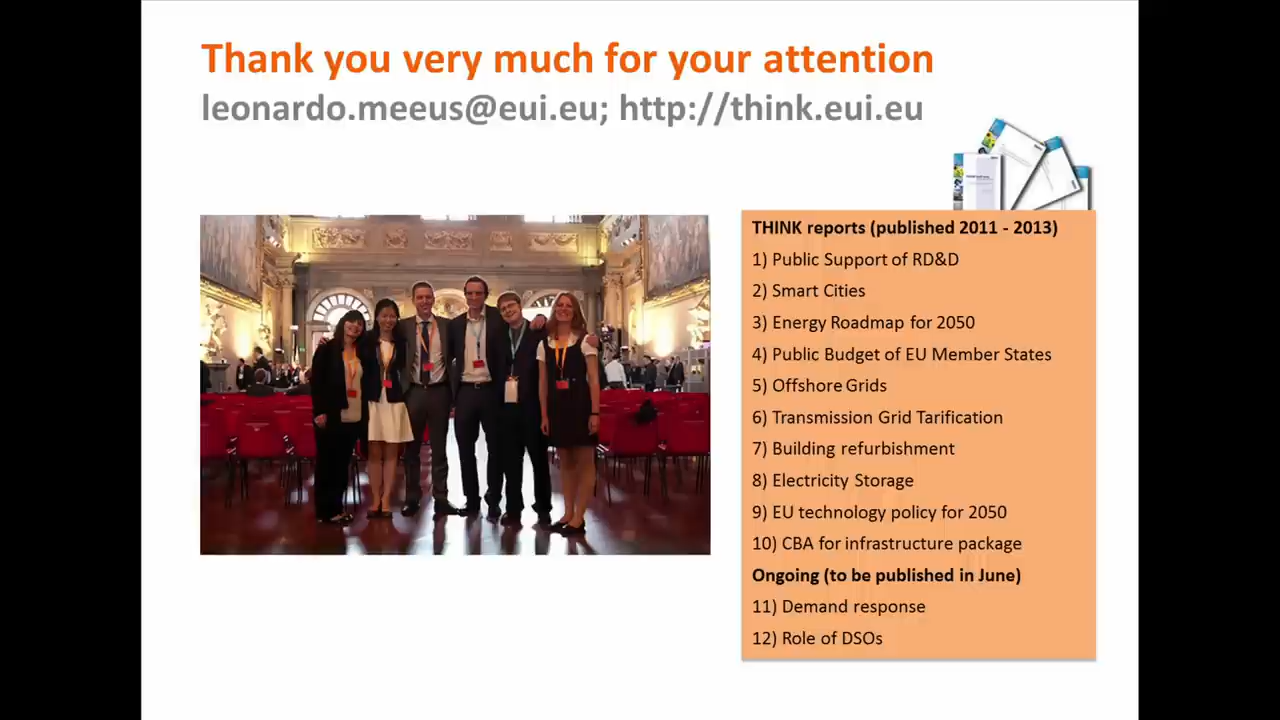 Thank you very much for your attention
leonardo.meeus@eui.eu; http://think.eui.eu
THINK reports (published 2011 - 2013)
1) Public Support of RD&D
2) Smart Cities
3) Energy Roadmap for 2050
4) Public Budget of EU Member States
5) Offshore Grids
6) Transmission Grid Tarification
7) Building refurbishment
8) Electricity Storage
9) EU technology policy for 2050
10) CBA for infrastructure package
Ongoing (to be published in June)
11) Demand response
12) Role of DSOs